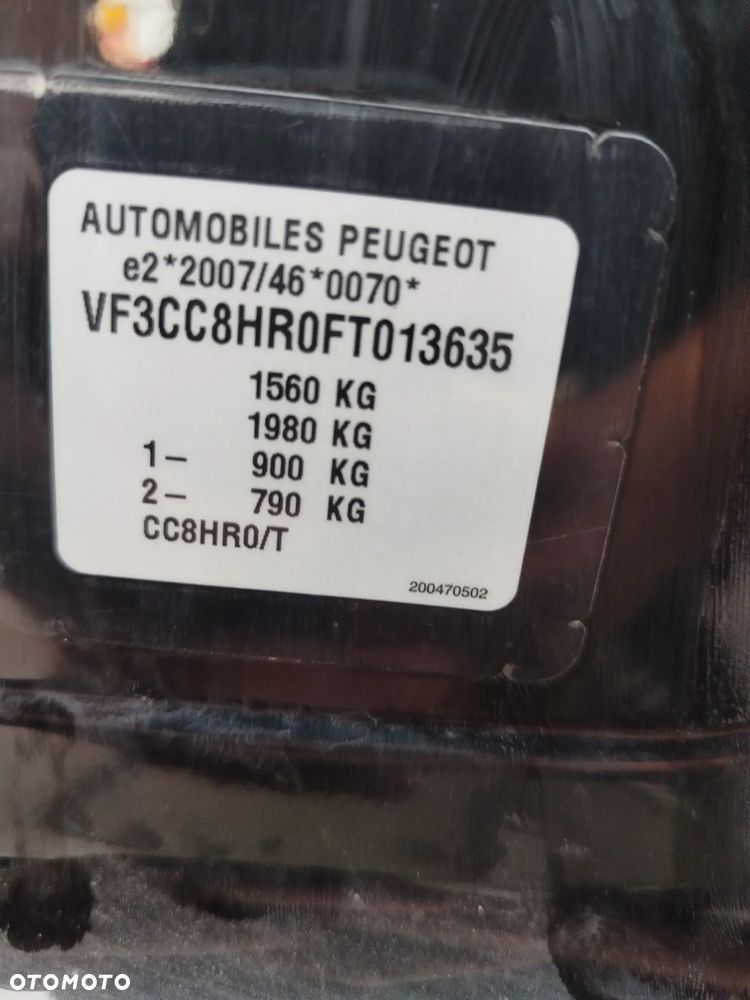 AUTOMOBILES PEUGEOT
e2*2007/46*0070*
VF3CC8HR0FT013635
1560 KG
1980 KG
1- 900 KG
2- 790 KG
CC8HR0/T
200470502
OTOMOTO